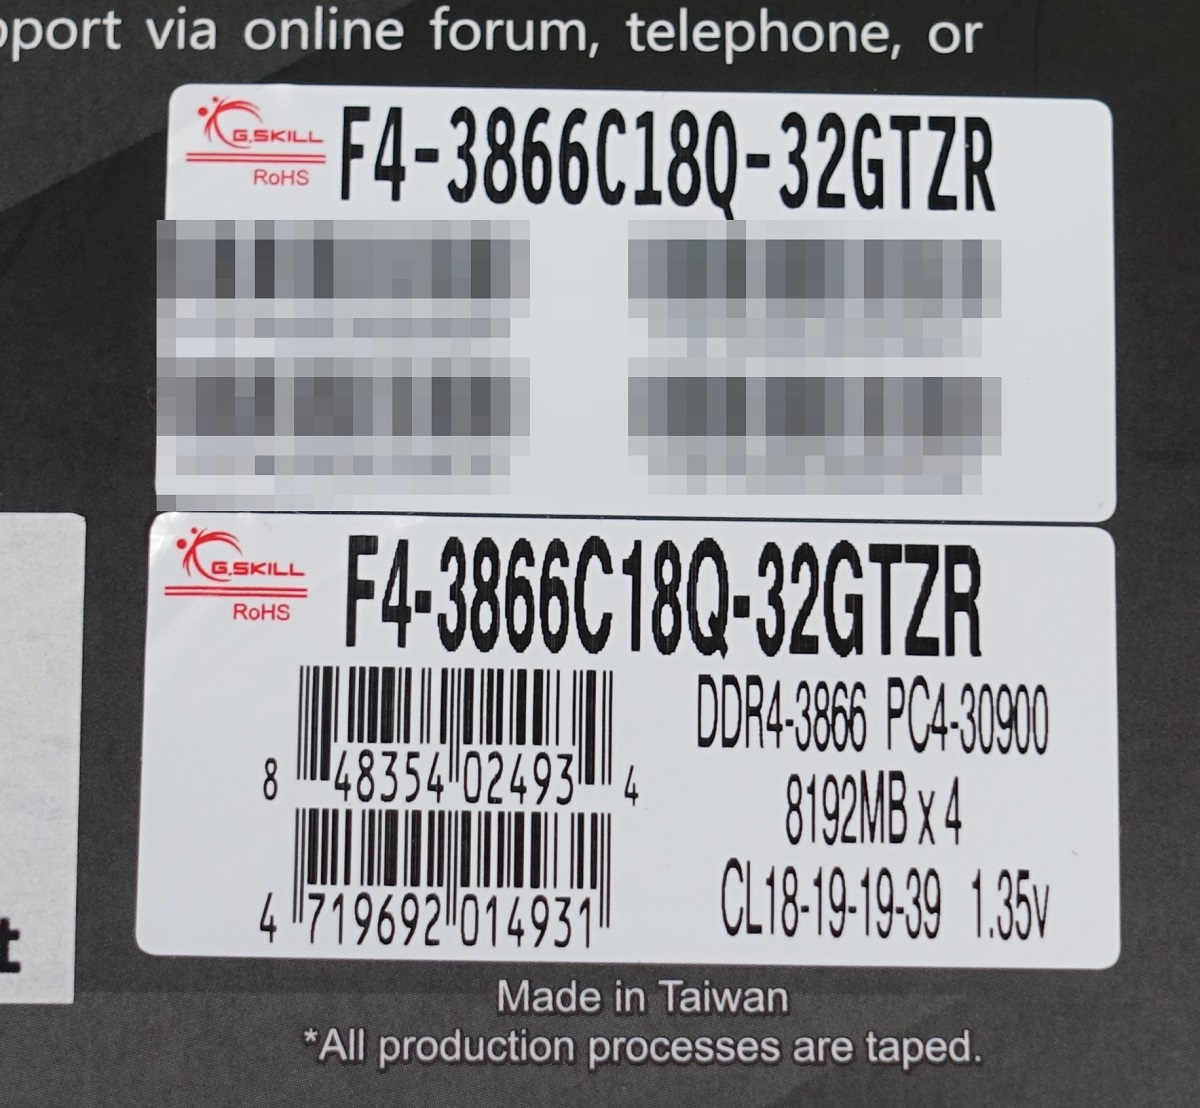 pport via online forum, telephone, or
G.SKILL
RoHS
F4-3866C18Q-32GTZR
G.SKILL
RoHS
F4-3866C18Q-32GTZR
8 48354 02493 4
4 719692 014931
DDR4-3866 PC4-30900
8192MB x 4
CL18-19-19-39 1.35v
t
Made in Taiwan
*All production processes are taped.